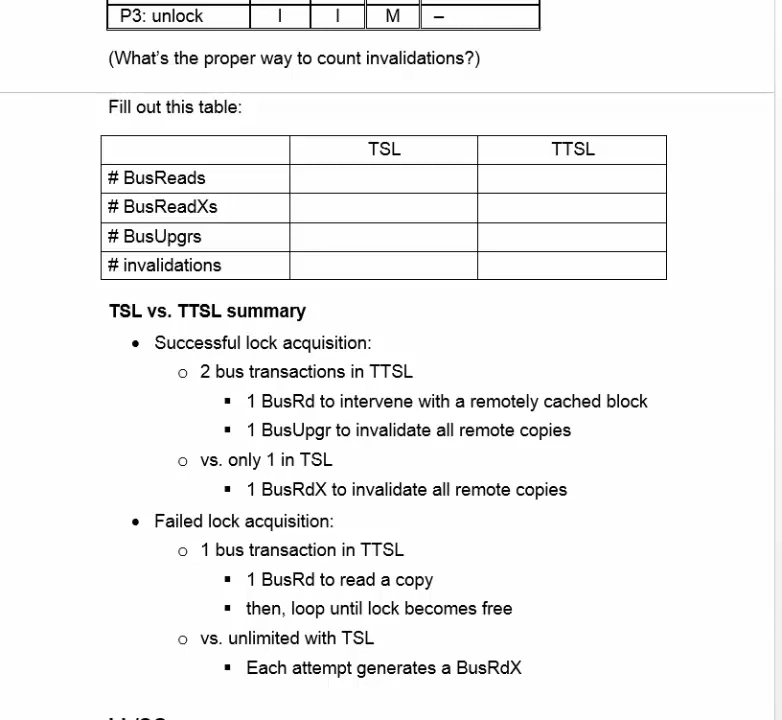 P3: unlock I I M –
(What's the proper way to count invalidations?)
Fill out this table:
TSL TTSL
# BusReads
# BusReadXs
# BusUpgrs
# invalidations
TSL vs. TTSL summary
• Successful lock acquisition:
o 2 bus transactions in TTSL
▪ 1 BusRd to intervene with a remotely cached block
▪ 1 BusUpgr to invalidate all remote copies
o vs. only 1 in TSL
▪ 1 BusRdX to invalidate all remote copies
• Failed lock acquisition:
o 1 bus transaction in TTSL
▪ 1 BusRd to read a copy
▪ then, loop until lock becomes free
o vs. unlimited with TSL
▪ Each attempt generates a BusRdX